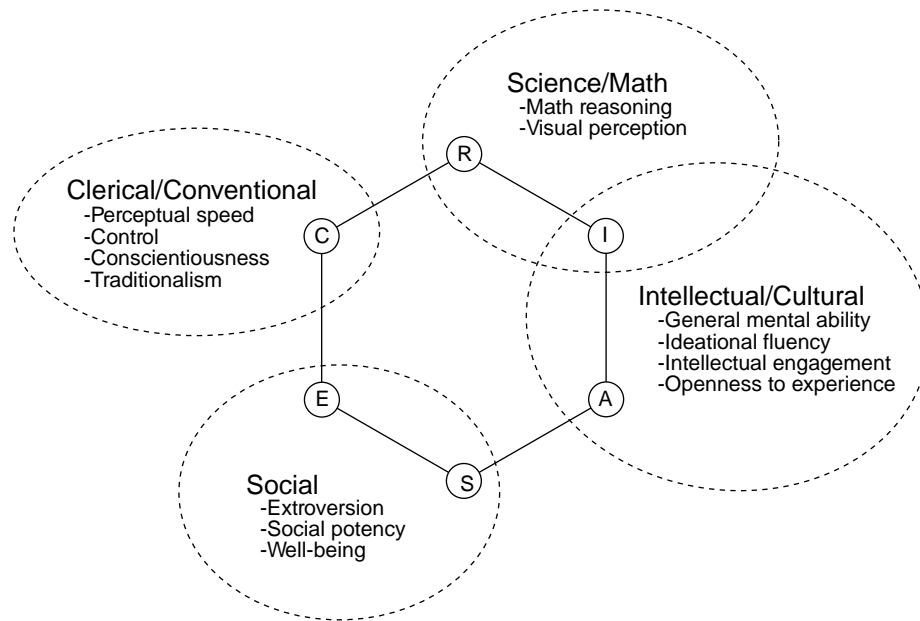 Science/Math
-Math reasoning
-Visual perception
R
Clerical/Conventional
-Perceptual speed
-Control
-Conscientiousness
-Traditionalism
C
I
Intellectual/Cultural
-General mental ability
-Ideational fluency
-Intellectual engagement
-Openness to experience
E
A
S
Social
-Extroversion
-Social potency
-Well-being